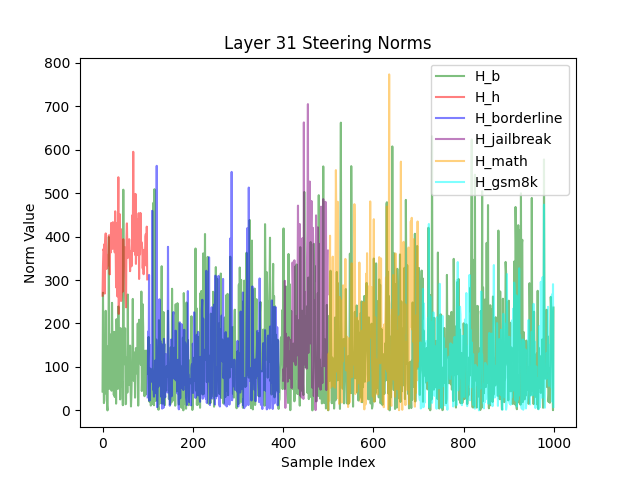 Layer 31 Steering Norms
800
700
600
500
400
300
200
100
0
Norm Value
0
200
400
600
800
1000
Sample Index
H_b
H_h
H_borderline
H_jailbreak
H_math
H_gsm8k